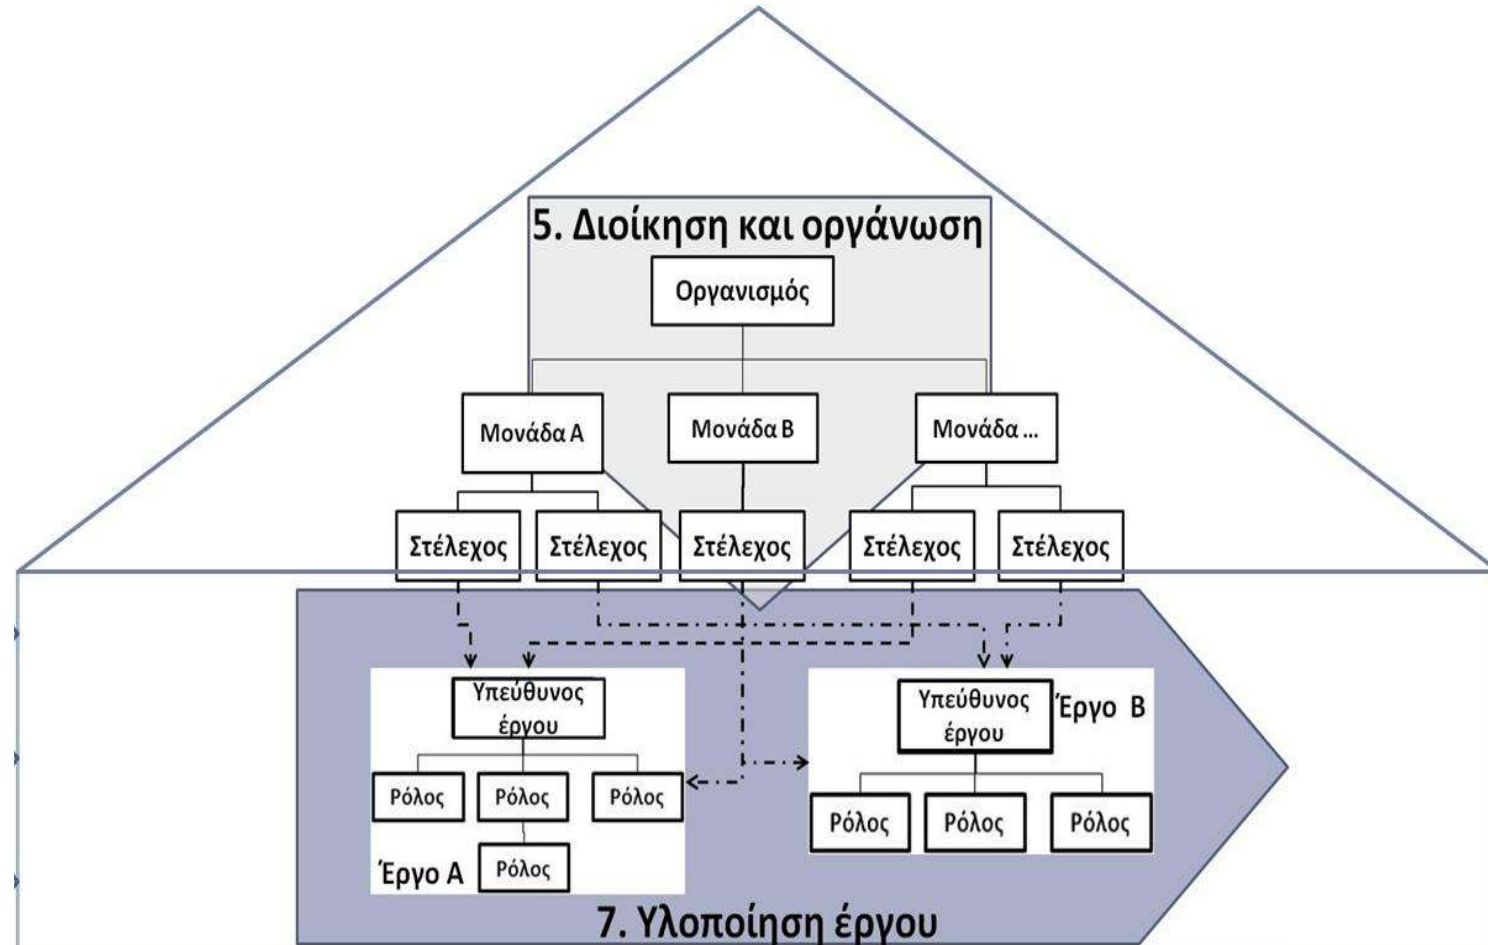 5. Διοίκηση και οργάνωση
Οργανισμός
Μονάδα Α
Μονάδα Β
Μονάδα ...
Στέλεχος
Στέλεχος
Στέλεχος
Στέλεχος
Στέλεχος
Υπεύθυνος
έργου
Ρόλος
Ρόλος
Ρόλος
Ρόλος
Έργο Α
Υπεύθυνος
έργου
Έργο Β
Ρόλος
Ρόλος
Ρόλος
7. Υλοποίηση έργου